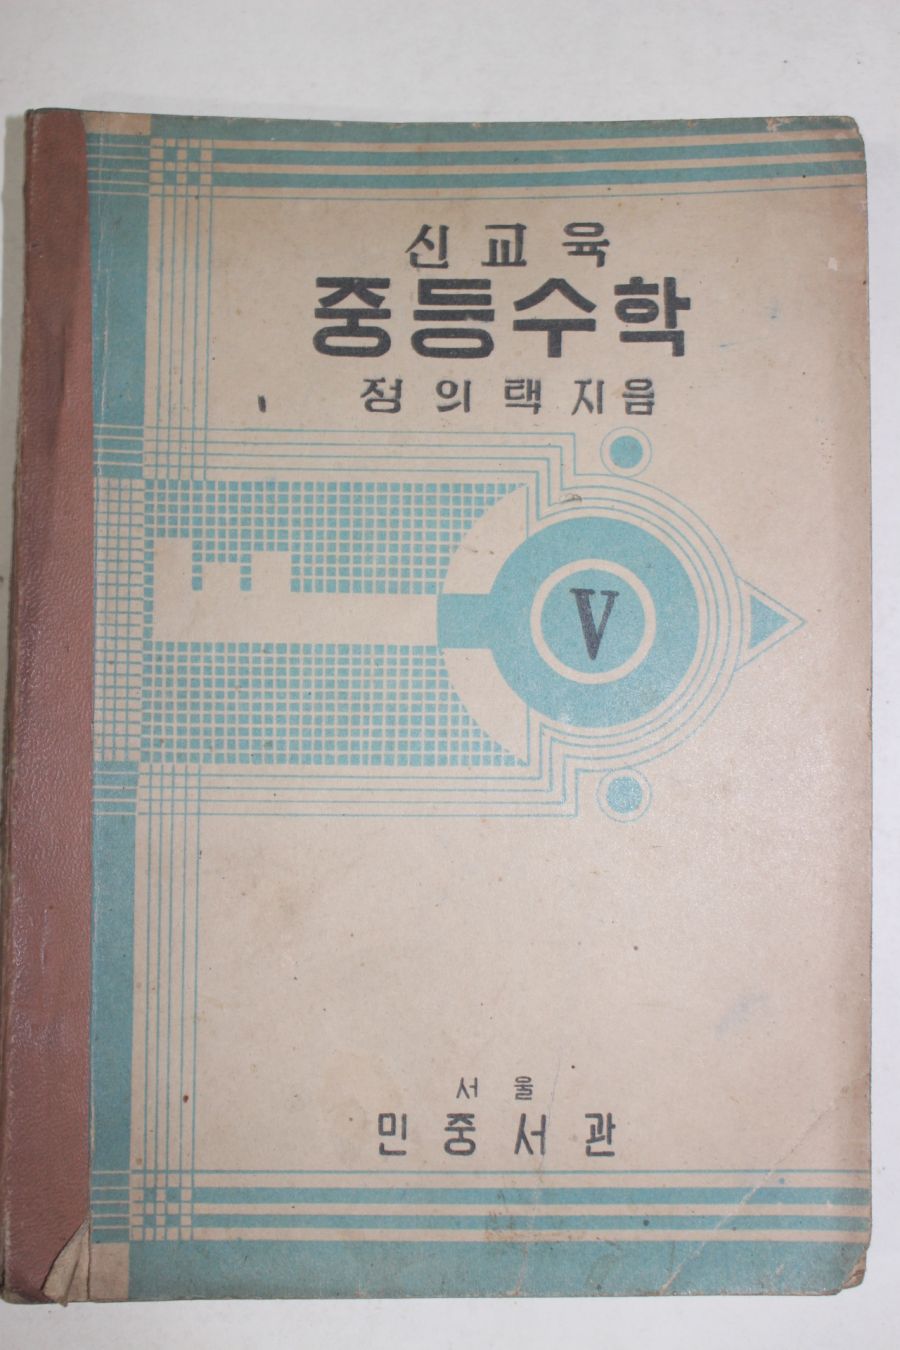 신교육
중등수학
정의택 지음
V
서울
민중서관